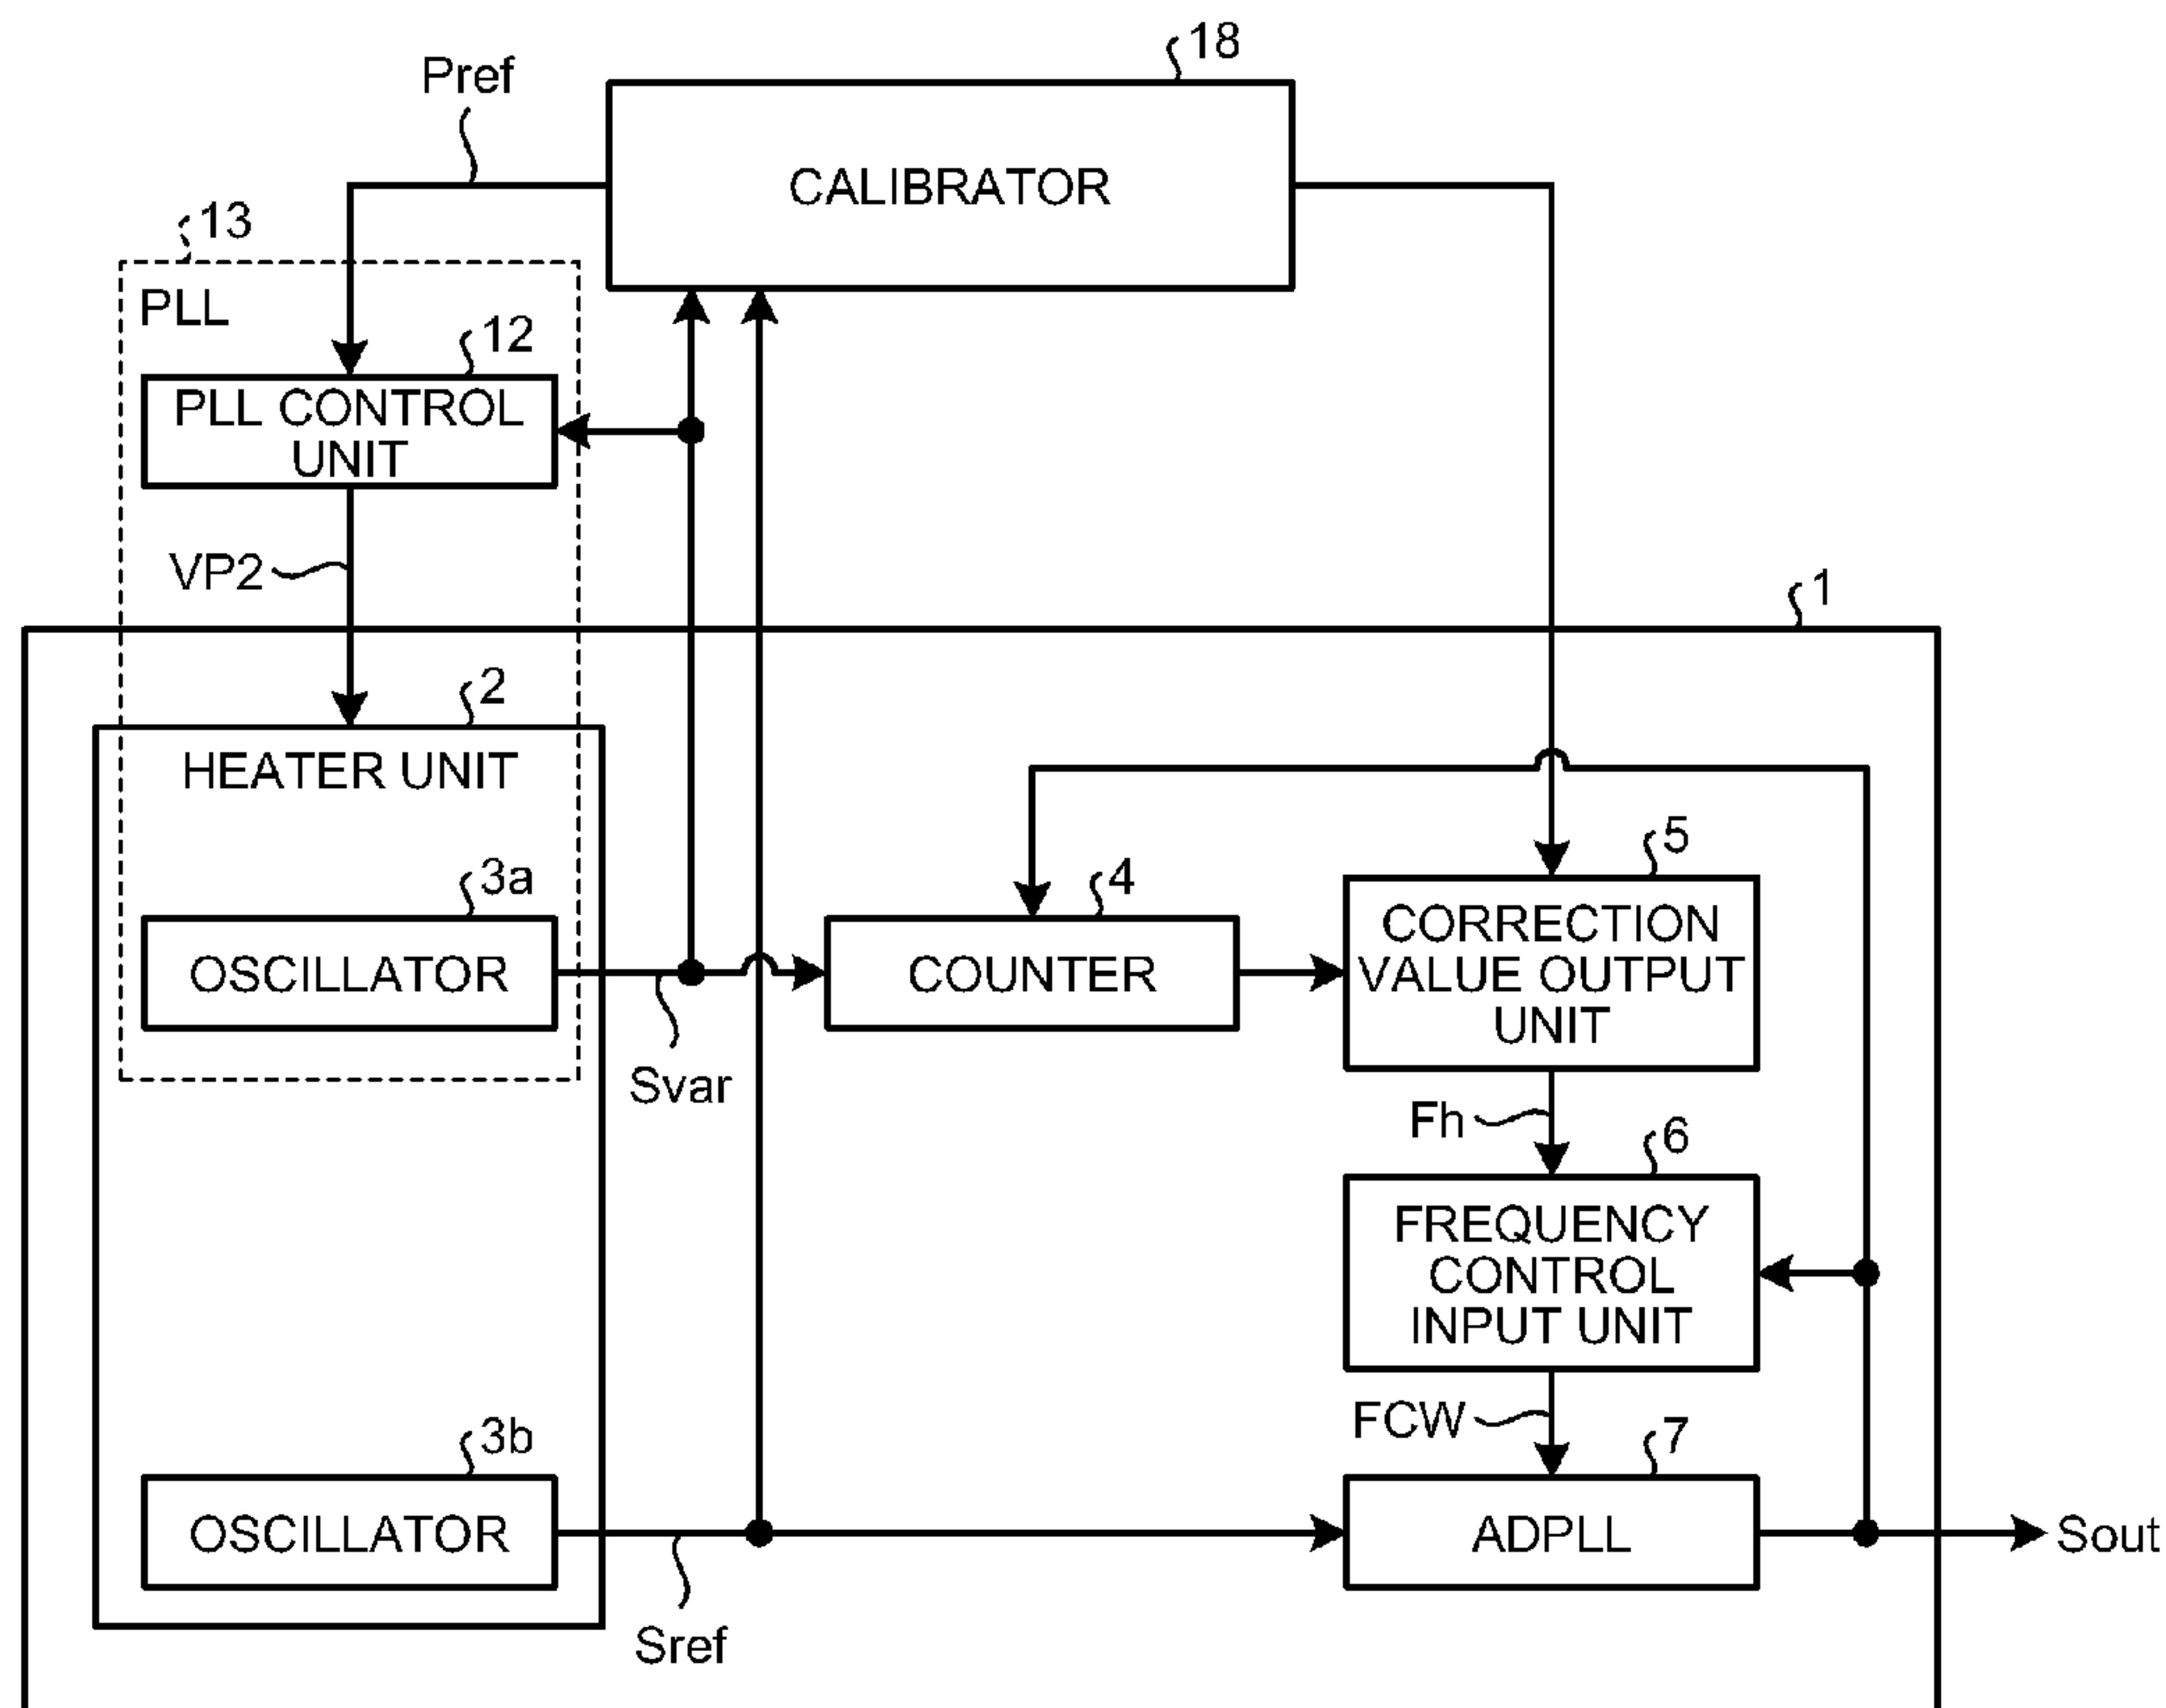 18
Pref
CALIBRATOR
13
PLL
12
PLL CONTROL
UNIT
VP2
1
2
HEATER UNIT
5
3a
4
CORRECTION
VALUE OUTPUT
UNIT
OSCILLATOR
COUNTER
Svar
Fh
6
FREQUENCY
CONTROL
INPUT UNIT
FCW
3b
7
OSCILLATOR
ADPLL
Sout
Sref